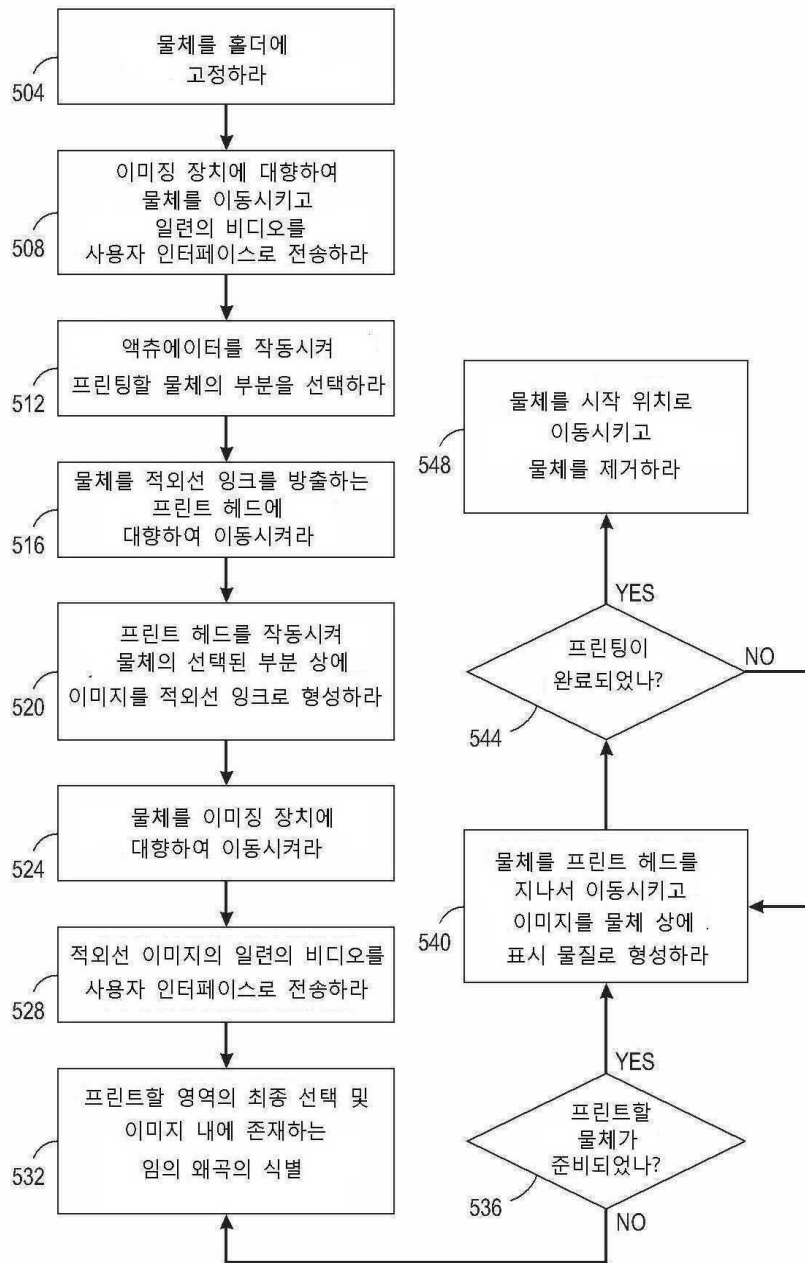 물체를 홀더에
고정하라
504
이미징 장치에 대향하여
물체를 이동시키고
일련의 비디오를
사용자 인터페이스로 전송하라
508
액츄에이터를 작동시켜
프린팅할 물체의 부분을 선택하라
512
물체를 적외선 잉크를 방출하는
프린트 헤드에
대향하여 이동시켜라
516
프린트 헤드를 작동시켜
물체의 선택된 부분 상에
이미지를 적외선 잉크로 형성하라
520
물체를 이미징 장치에
대향하여 이동시켜라
524
적외선 이미지의 일련의 비디오를
사용자 인터페이스로 전송하라
528
프린트할 영역의 최종 선택 및
이미지 내에 존재하는
임의 왜곡의 식별
532
프린트할
물체가
준비되었나?
536
YES
NO
물체를 프린트 헤드를
지나서 이동시키고
이미지를 물체 상에
표시 물질로 형성하라
540
프린팅이
완료되었나?
544
YES
NO
물체를 시작 위치로
이동시키고
물체를 제거하라
548